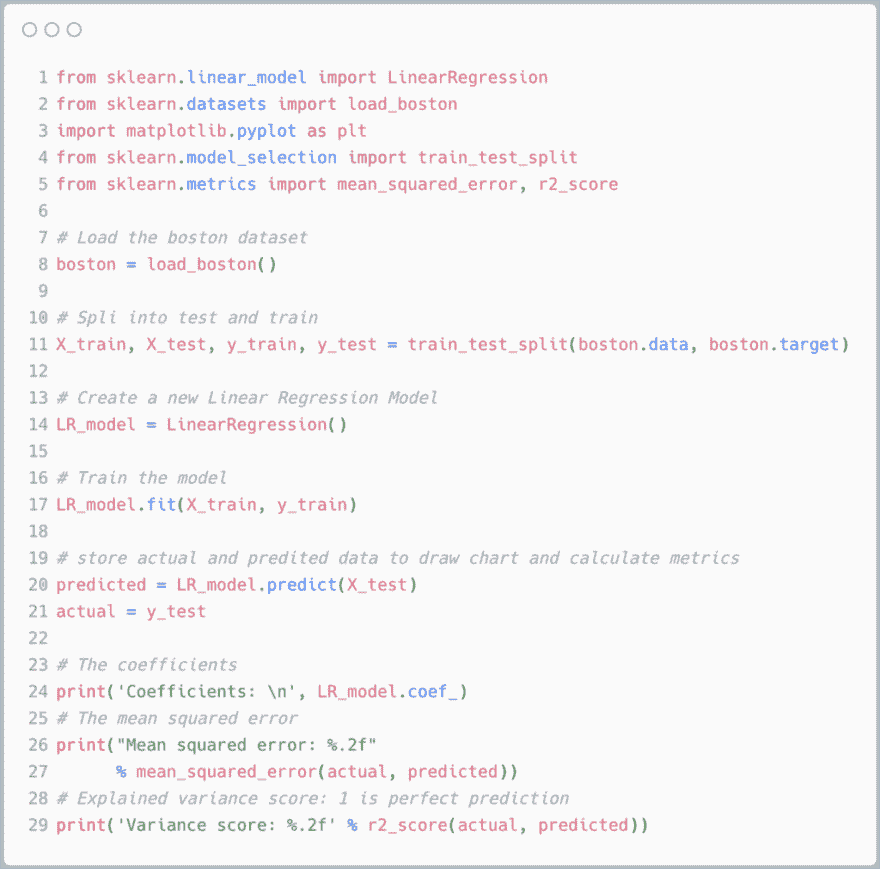 1 from sklearn.linear_model import LinearRegression
2 from sklearn.datasets import load_boston
3 import matplotlib.pyplot as plt
4 from sklearn.model_selection import train_test_split
5 from sklearn.metrics import mean_squared_error, r2_score
6
7 # Load the boston dataset
8 boston = load_boston()
9
10 # Spli into test and train
11 X_train, X_test, y_train, y_test = train_test_split(boston.data, boston.target)
12
13 # Create a new Linear Regression Model
14 LR_model = LinearRegression()
15
16 # Train the model
17 LR_model.fit(X_train, y_train)
18
19 # store actual and predited data to draw chart and calculate metrics
20 predicted = LR_model.predict(X_test)
21 actual = y_test
22
23 # The coefficients
24 print('Coefficients: \n', LR_model.coef_)
25 # The mean squared error
26 print("Mean squared error: %.2f"
27       % mean_squared_error(actual, predicted))
28 # Explained variance score: 1 is perfect prediction
29 print('Variance score: %.2f' % r2_score(actual, predicted))